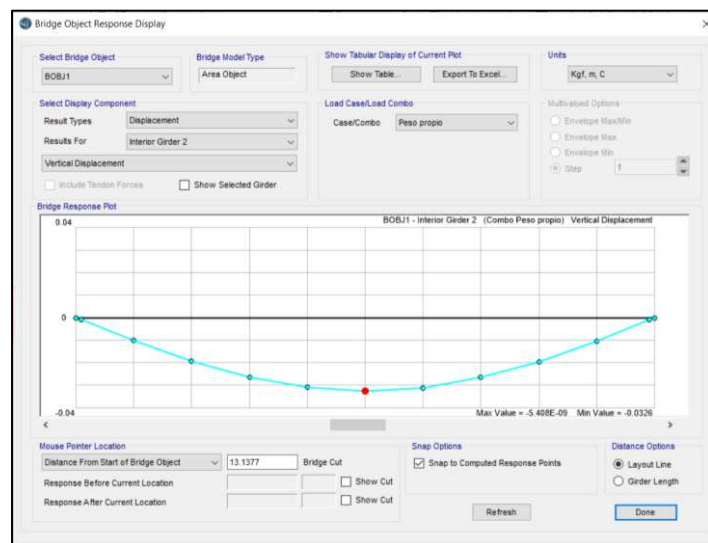 Bridge Object Response Display
Select Bridge Object
BOBJ1
Bridge Model Type
Area Object
Show Tabular Display of Current Plot
Show Table...
Export To Excel...
Units
Kgf, m, C
Select Display Component
Result Types
Displacement
Results For
Interior Girder 2
Vertical Displacement
Include Tendon Forces
Show Selected Girder
Load Case/Load Combo
Case/Combo
Peso propio
Multivalued Options
Envelope Max/Min
Envelope Max
Envelope Min
Step
1
Bridge Response Plot
0.04
BOBJ1 - Interior Girder 2 (Combo Peso propio) Vertical Displacement
0
-0.04
Max Value = -5.408E-09 Min Value = -0.0326
Mouse Pointer Location
Distance From Start of Bridge Object
13.1377
Bridge Cut
Response Before Current Location
Show Cut
Response After Current Location
Show Cut
Snap Options
Snap to Computed Response Points
Distance Options
Layout Line
Girder Length
Refresh
Done